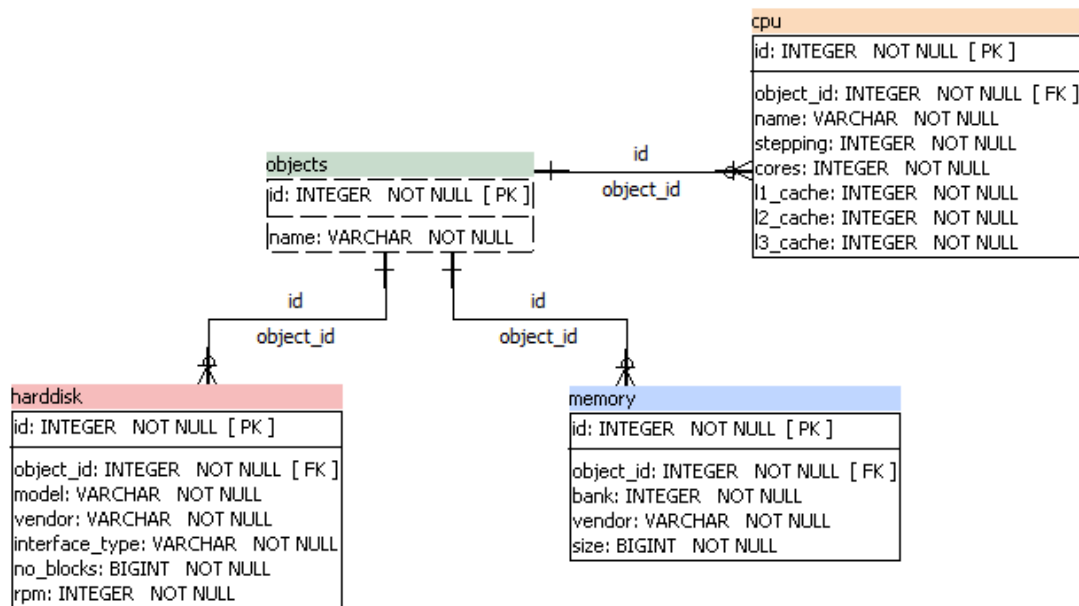 cpu
id: INTEGER NOT NULL [ PK ]
object_id: INTEGER NOT NULL [ FK ]
name: VARCHAR NOT NULL
stepping: INTEGER NOT NULL
cores: INTEGER NOT NULL
l1_cache: INTEGER NOT NULL
l2_cache: INTEGER NOT NULL
l3_cache: INTEGER NOT NULL
objects
id: INTEGER NOT NULL [ PK ]
name: VARCHAR NOT NULL
id
object_id
id
object_id
id
object_id
harddisk
id: INTEGER NOT NULL [ PK ]
object_id: INTEGER NOT NULL [ FK ]
model: VARCHAR NOT NULL
vendor: VARCHAR NOT NULL
interface_type: VARCHAR NOT NULL
no_blocks: BIGINT NOT NULL
rpm: INTEGER NOT NULL
memory
id: INTEGER NOT NULL [ PK ]
object_id: INTEGER NOT NULL [ FK ]
bank: INTEGER NOT NULL
vendor: VARCHAR NOT NULL
size: BIGINT NOT NULL